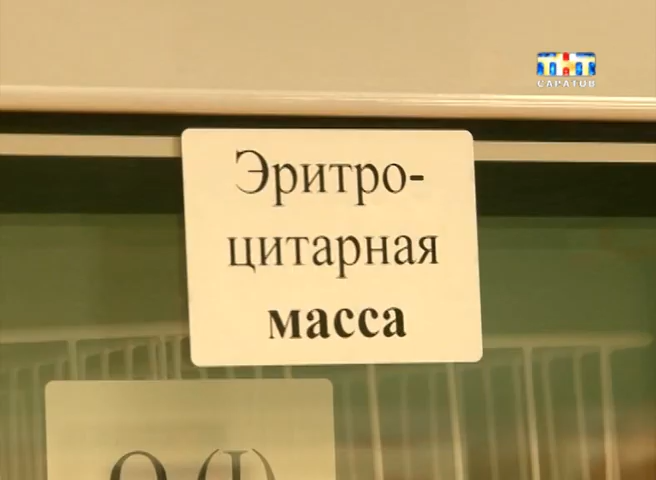 ТНТ
САРАТОВ
Эритро-
цитарная
масса
O (I)